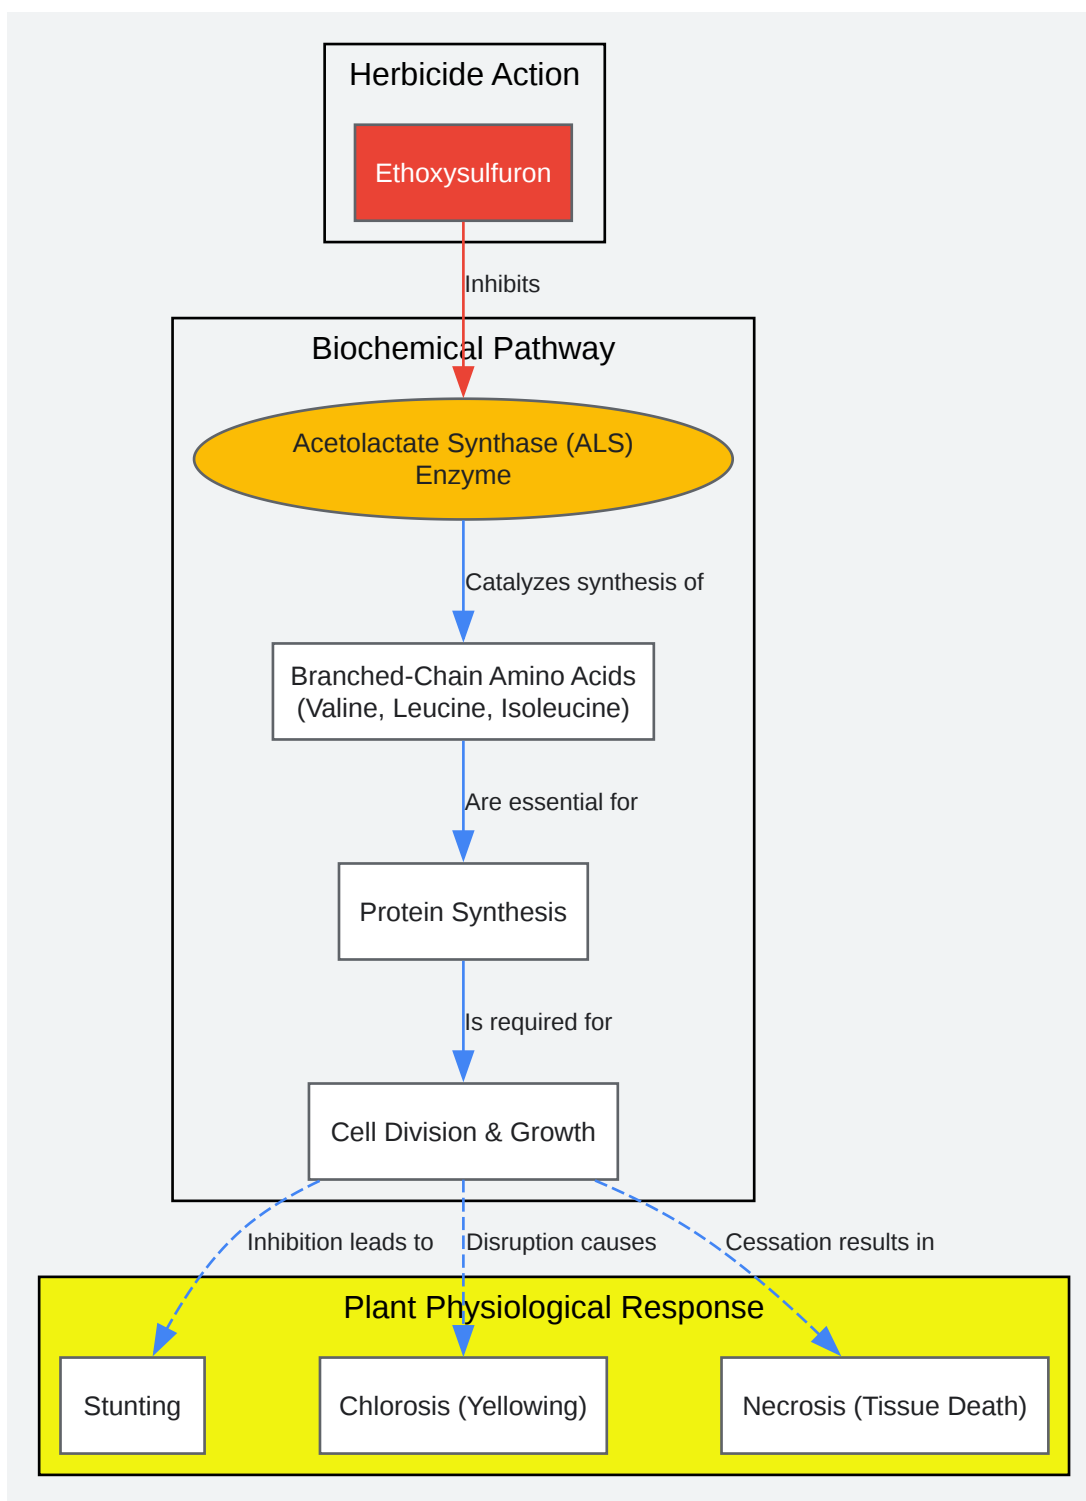 Herbicide Action
Ethoxysulfuron
Inhibits
Biochemical Pathway
Acetolactate Synthase (ALS)
Enzyme
Catalyzes synthesis of
Branched-Chain Amino Acids
(Valine, Leucine, Isoleucine)
Are essential for
Protein Synthesis
Is required for
Cell Division & Growth
Inhibition leads to
Disruption causes
Cessation results in
Plant Physiological Response
Stunting
Chlorosis (Yellowing)
Necrosis (Tissue Death)